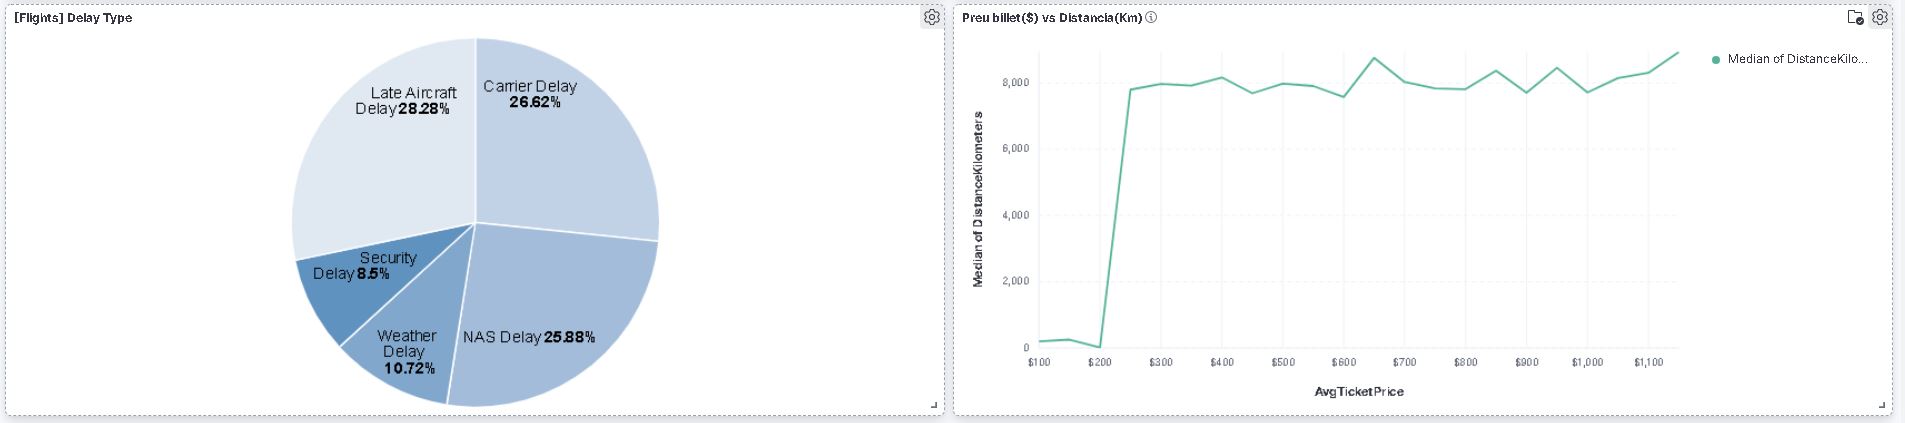 [Flights] Delay Type
Late Aircraft
Delay 28.28%
Carrier Delay
26.62%
Security
Delay 8.5%
Weather
Delay
10.72%
NAS Delay 25.88%
Preu billet($) vs Distancia(Km)
Median of DistanceKilo...
Median of DistanceKilometers
8,000
6,000
4,000
2,000
0
$100 $200 $300 $400 $500 $600 $700 $800 $900 $1,000 $1,100
AvgTicketPrice